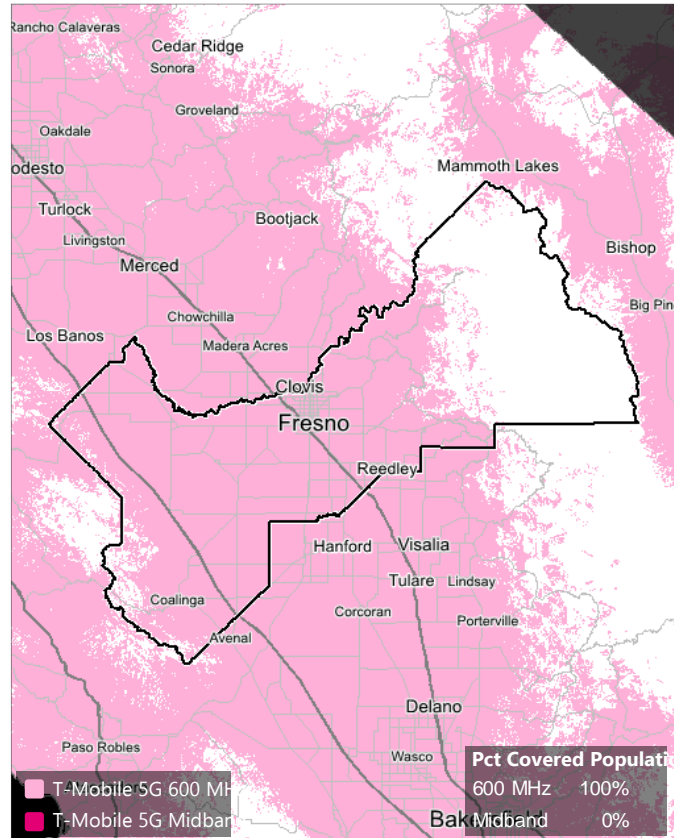 Rancho Calaveras
Cedar Ridge
Sonora
Groveland
Oakdale
odesto
Mammoth Lakes
Turlock
Bootjack
Livingston
Bishop
Merced
Big Pin
Chowchilla
Los Banos
Madera Acres
Clovis
Fresno
Reedley
Hanford
Visalia
Tulare
Lindsay
Coalinga
Corcoran
Porterville
Avenal
Delano
Paso Robles
Wasco
Pct Covered Populati
T-Mobile 5G 600 MH
600 MHz 100%
T-Mobile 5G Midban
Midband 0%
Bakersfield